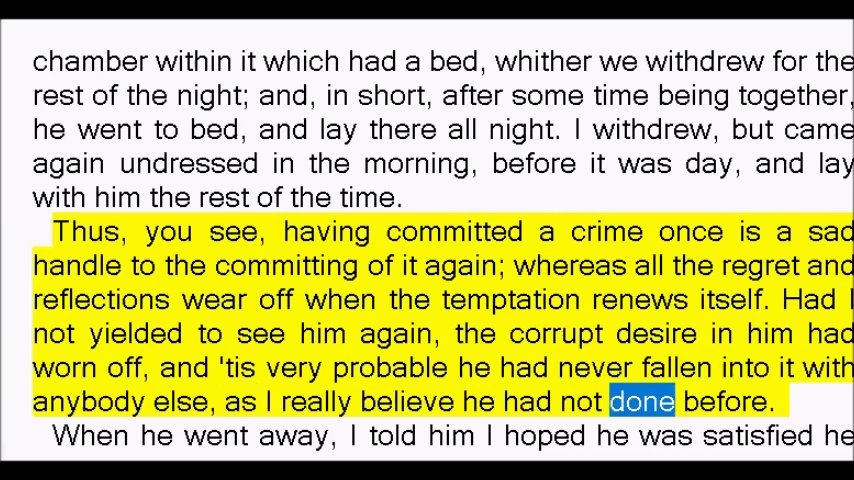 chamber within it which had a bed, whither we withdrew for the
rest of the night; and, in short, after some time being together,
he went to bed, and lay there all night. I withdrew, but came
again undressed in the morning, before it was day, and lay
with him the rest of the time.
Thus, you see, having committed a crime once is a sad
handle to the committing of it again; whereas all the regret and
reflections wear off when the temptation renews itself. Had I
not yielded to see him again, the corrupt desire in him had
worn off, and 'tis very probable he had never fallen into it with
anybody else, as I really believe he had not done before.
When he went away, I told him I hoped he was satisfied he